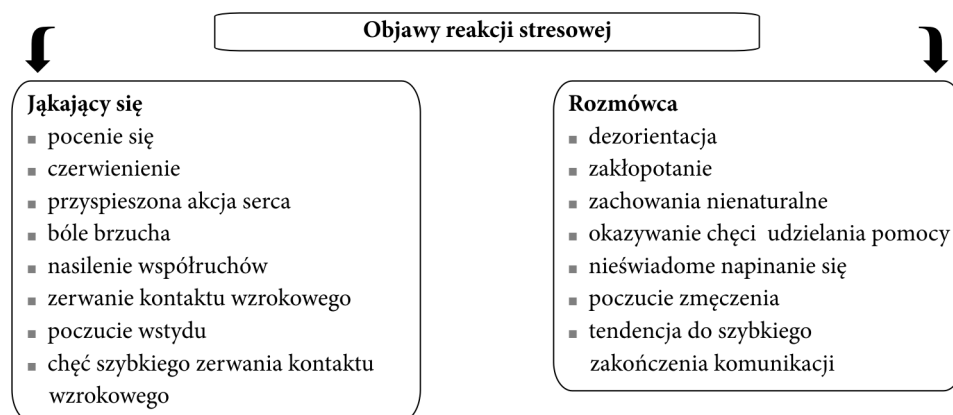 Objawy reakcji stresowej
Jąkający się
pocenie się
czerwienienie
przyspieszona akcja serca
bóle brzucha
nasilenie współruchów
zerwanie kontaktu wzrokowego
poczucie wstydu
chęć szybkiego zerwania kontaktu
wzrokowego
Rozmówca
dezorientacja
zakłopotanie
zachowania nienaturalne
okazywanie chęci udzielania pomocy
nieświadome napinanie się
poczucie zmęczenia
tendencja do szybkiego
zakończenia komunikacji